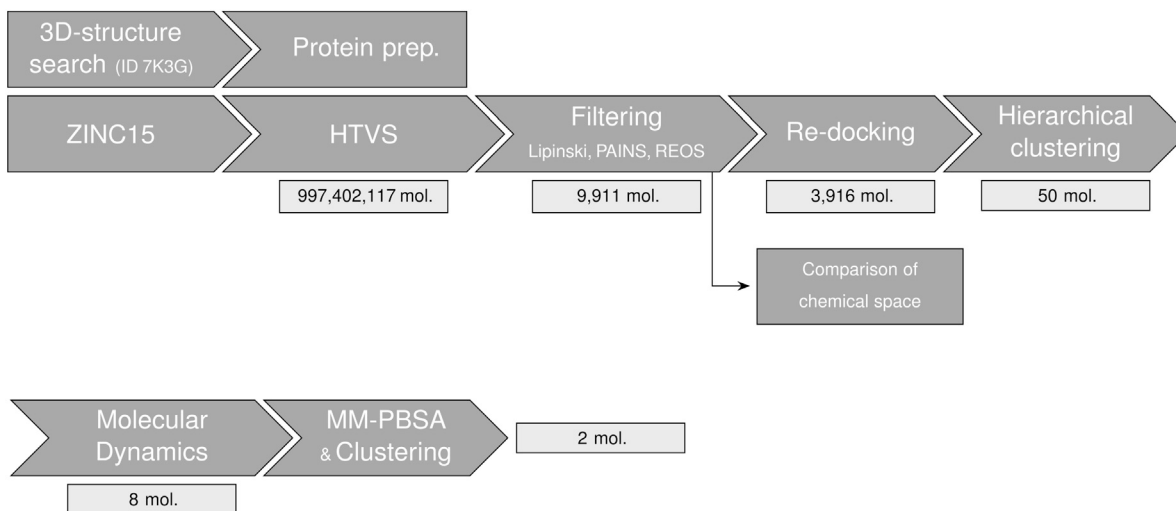 3D-structure
search (ID 7K3G)
Protein prep.
ZINC15
HTVS
Filtering
Lipinski, PAINS, REOS
Re-docking
Hierarchical
clustering
997,402,117 mol.
9,911 mol.
3,916 mol.
50 mol.
Comparison of
chemical space
Molecular
Dynamics
MM-PBSA
& Clustering
2 mol.
8 mol.